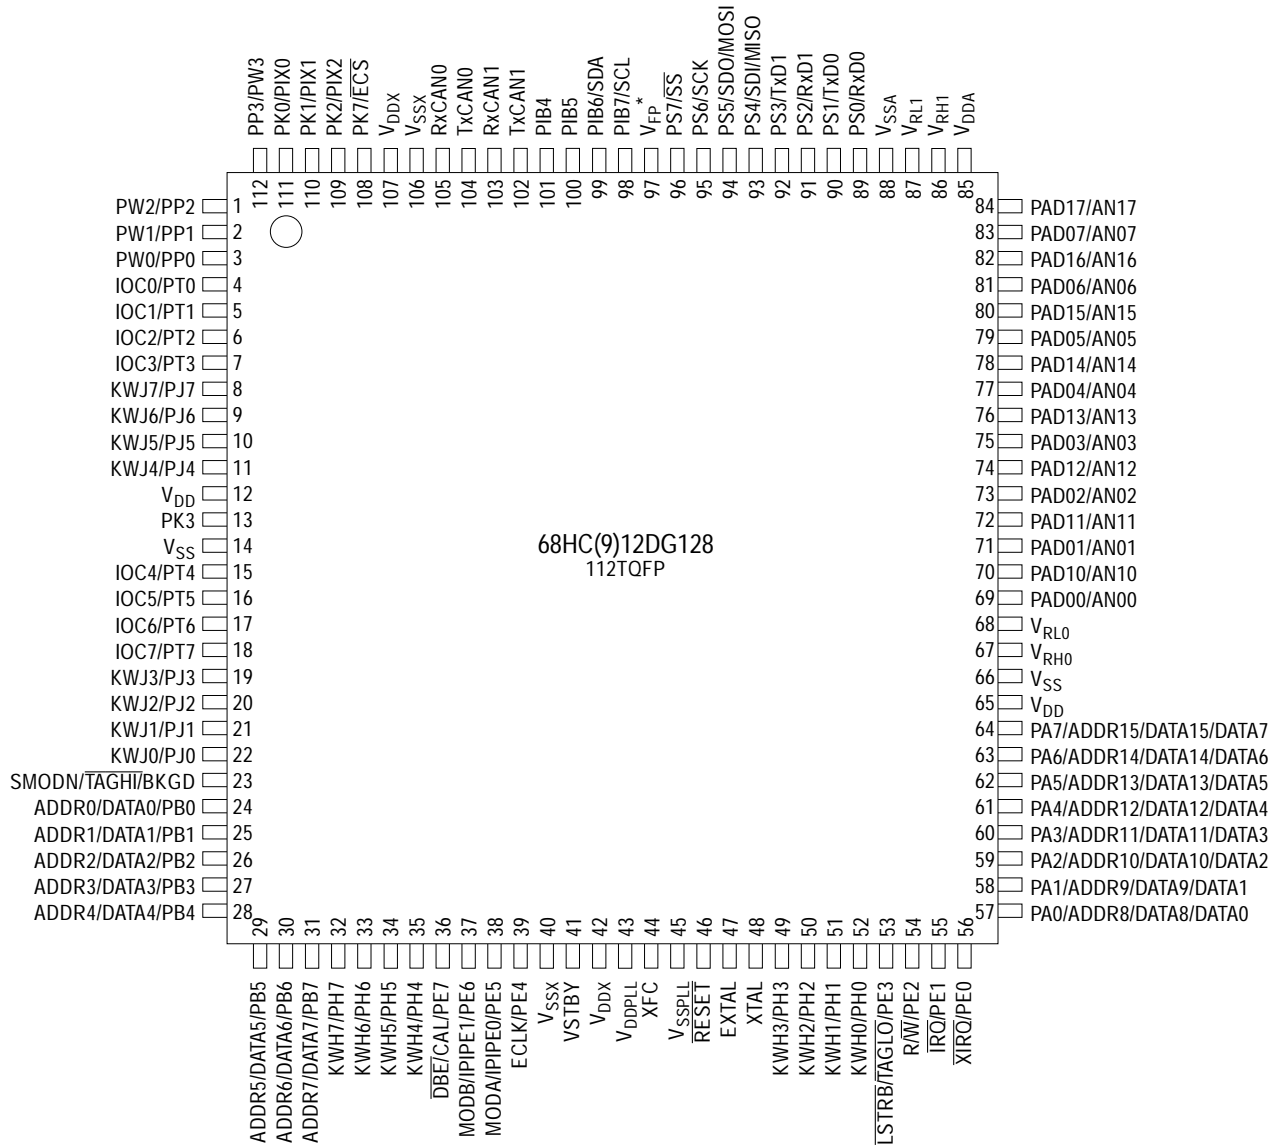 PP3/PW3
PK0/PIX0
PK1/PIX1
PK2/PIX2
PK7/ECS
VDDX
VSSX
RxCAN0
TxCAN0
RxCAN1
TxCAN1
PIB4
PIB5
PIB6/SDA
PIB7/SCL
VFP*
PS7/SS
PS6/SCK
PS5/SDO/MOSI
PS4/SDI/MISO
PS3/TxD1
PS2/RxD1
PS1/TxD0
PS0/RxD0
VSSA
VRL1
VRH1
VDDA
112
111
110
109
108
107
106
105
104
103
102
101
100
99
98
97
96
95
94
93
92
91
90
89
88
87
86
85
PW2/PP2 1
PW1/PP1 2
PW0/PP0 3
IOC0/PT0 4
IOC1/PT1 5
IOC2/PT2 6
IOC3/PT3 7
KWJ7/PJ7 8
KWJ6/PJ6 9
KWJ5/PJ5 10
KWJ4/PJ4 11
VDD 12
PK3 13
VSS 14
IOC4/PT4 15
IOC5/PT5 16
IOC6/PT6 17
IOC7/PT7 18
KWJ3/PJ3 19
KWJ2/PJ2 20
KWJ1/PJ1 21
KWJ0/PJ0 22
SMODN/TAGHI/BKGD 23
ADDR0/DATA0/PB0 24
ADDR1/DATA1/PB1 25
ADDR2/DATA2/PB2 26
ADDR3/DATA3/PB3 27
ADDR4/DATA4/PB4 28
68HC(9)12DG128
112TQFP
84 PAD17/AN17
83 PAD07/AN07
82 PAD16/AN16
81 PAD06/AN06
80 PAD15/AN15
79 PAD05/AN05
78 PAD14/AN14
77 PAD04/AN04
76 PAD13/AN13
75 PAD03/AN03
74 PAD12/AN12
73 PAD02/AN02
72 PAD11/AN11
71 PAD01/AN01
70 PAD10/AN10
69 PAD00/AN00
68 VRL0
67 VRH0
66 VSS
65 VDD
64 PA7/ADDR15/DATA15/DATA7
63 PA6/ADDR14/DATA14/DATA6
62 PA5/ADDR13/DATA13/DATA5
61 PA4/ADDR12/DATA12/DATA4
60 PA3/ADDR11/DATA11/DATA3
59 PA2/ADDR10/DATA10/DATA2
58 PA1/ADDR9/DATA9/DATA1
57 PA0/ADDR8/DATA8/DATA0
29
30
31
32
33
34
35
36
37
38
39
40
41
42
43
44
45
46
47
48
49
50
51
52
53
54
55
56
ADDR5/DATA5/PB5
ADDR6/DATA6/PB6
ADDR7/DATA7/PB7
KWH7/PH7
KWH6/PH6
KWH5/PH5
KWH4/PH4
DBE/CAL/PE7
MODB/IPIPE1/PE6
MODA/IPIPE0/PE5
ECLK/PE4
VSSX
VSTBY
VDDX
VDDPLL
XFC
VSSPLL
RESET
EXTAL
XTAL
KWH3/PH3
KWH2/PH2
KWH1/PH1
KWH0/PH0
LSTRB/TAGLO/PE3
R/W/PE2
IRQ/PE1
XIRQ/PE0